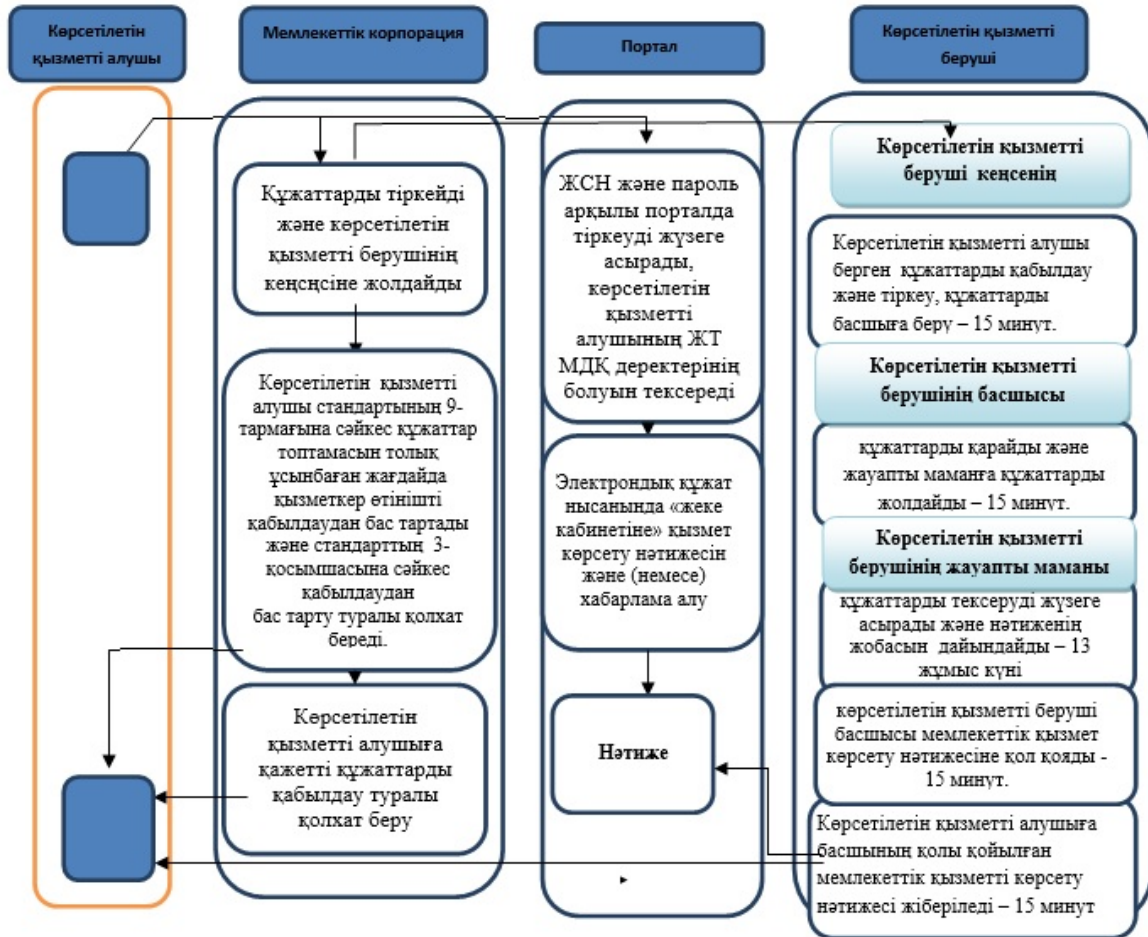 Көрсетілетін
қызметті алушы
Мемлекеттік корпорация
Портал
Көрсетілетін қызметті
беруші
Құжаттарды тіркейді
және көрсетілетін
қызметті берушінің
кеңсңсіне жолдайды
Көрсетілетін қызметті
алушы стандартының 9-
тармағына сәйкес құжаттар
топтамасын толық
ұсынбаған жағдайда
қызметкер өтінішті
қабылдаудан бас тартады
және стандарттың 3-
қосымшасына сәйкес
қабылдаудан
бас тарту туралы қолхат
береді.
Көрсетілетін
қызметті алушыға
қажетті құжаттарды
қабылдау туралы
қолхат беру
ЖСН және пароль
арқылы порталда
тіркеуді жүзеге
асырады,
көрсетілетін
қызметті
алушының ЖТ
МДҚ деректерінің
болуын тексереді
Электрондық құжат
нысанында «жеке
кабинетіне» қызмет
көрсету нәтижесін
және (немесе)
хабарлама алу
Нәтиже
Көрсетілетін қызметті
беруші кеңсенің
Көрсетілетін қызметті алушы
берген құжаттарды қабылдау
және тіркеу, құжаттарды
басшыға беру – 15 минут.
Көрсетілетін қызметті
берушінің басшысы
құжаттарды қарайды және
жауапты маманға құжаттарды
жолдайды – 15 минут.
Көрсетілетін қызметті
берушінің жауапты маманы
құжаттарды тексеруді жүзеге
асырады және нәтиженің
жобасын дайындайды – 13
жұмыс күні
көрсетілетін қызметті беруші
басшысы мемлекеттік қызмет
көрсету нәтижесіне қол қояды -
15 минут.
Көрсетілетін қызметті алушыға
басшының қолы қойылған
мемлекеттік қызметті көрсету
нәтижесі жіберіледі – 15 минут